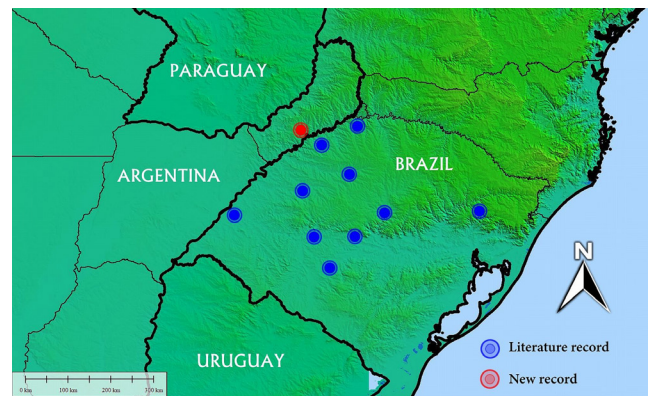 PARAGUAY
BRAZIL
ARGENTINA
URUGUAY
N
Literature record
New record
0 km 100 km 200 km 300 km